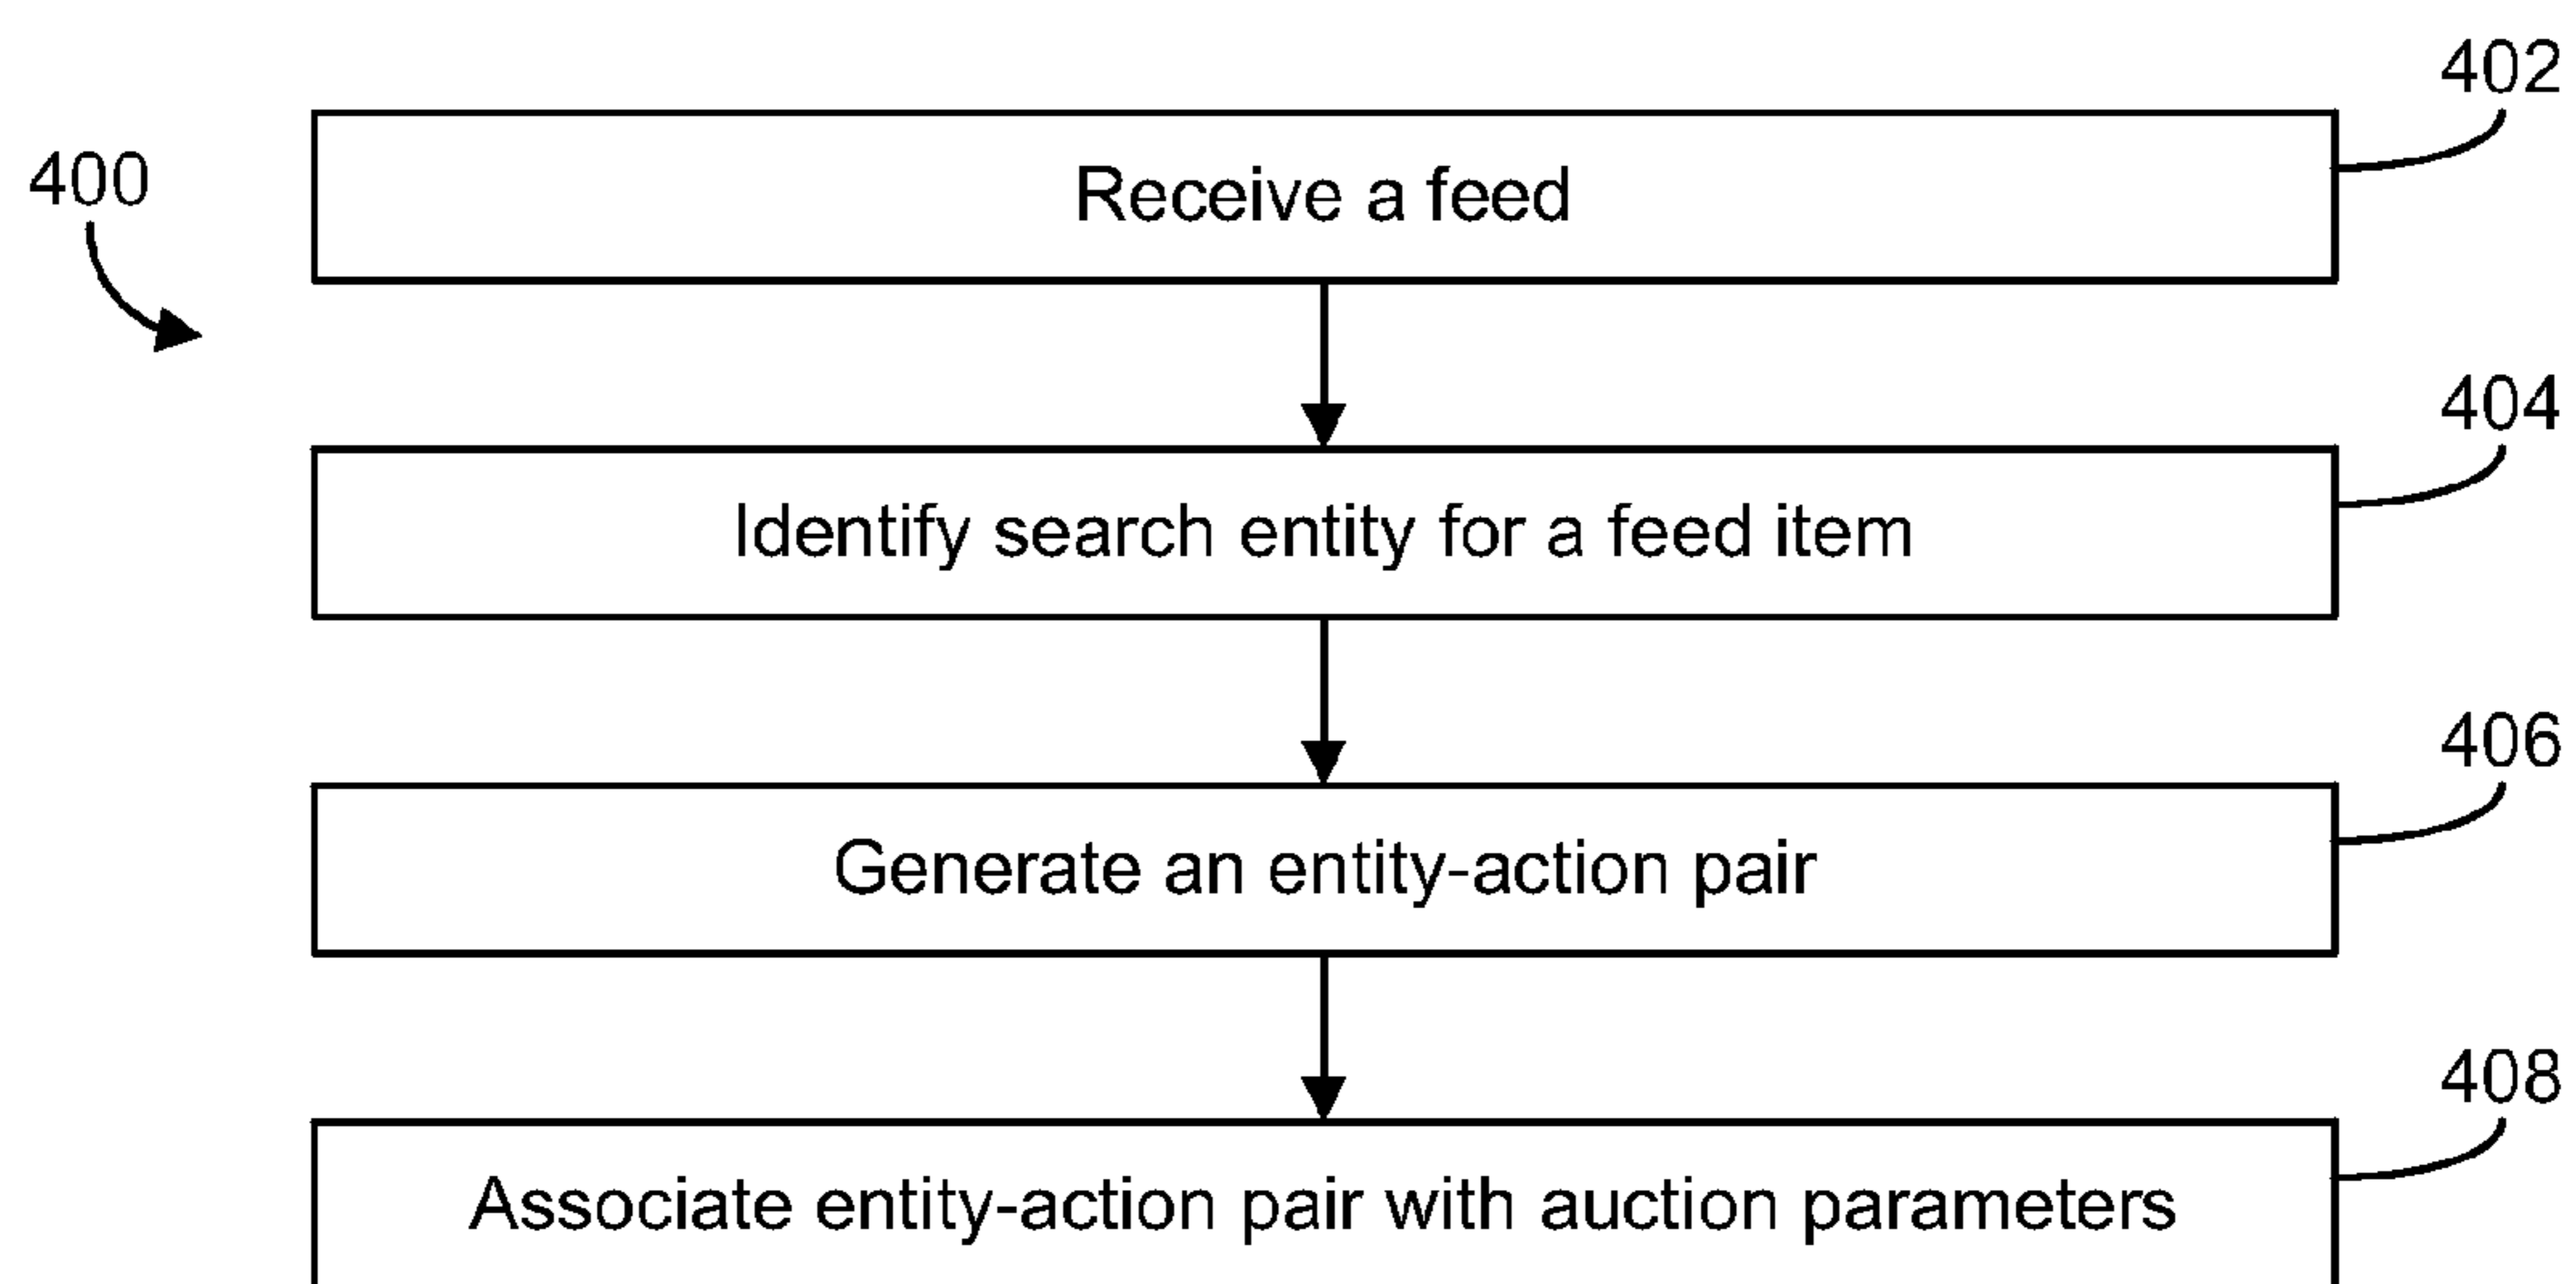 402
400
Receive a feed
404
Identify search entity for a feed item
406
Generate an entity-action pair
408
Associate entity-action pair with auction parameters